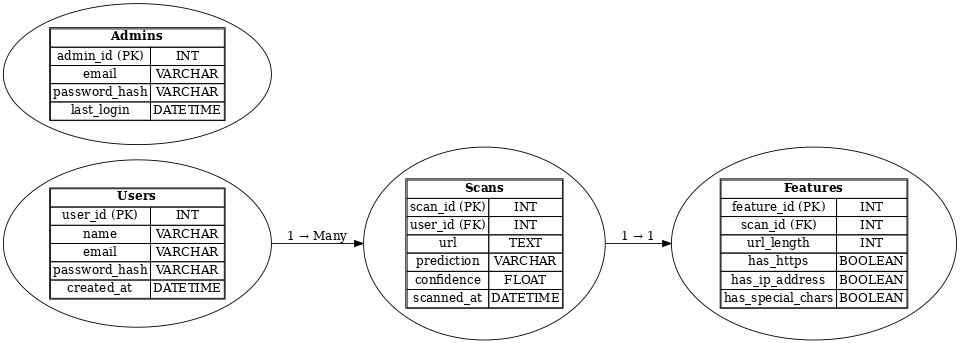 Admins
admin_id (PK) INT
email VARCHAR
password_hash VARCHAR
last_login DATETIME
Users
user_id (PK) INT
name VARCHAR
email VARCHAR
password_hash VARCHAR
created_at DATETIME
1 → Many
Scans
scan_id (PK) INT
user_id (FK) INT
url TEXT
prediction VARCHAR
confidence FLOAT
scanned_at DATETIME
1 → 1
Features
feature_id (PK) INT
scan_id (FK) INT
url_length INT
has_https BOOLEAN
has_ip_address BOOLEAN
has_special_chars BOOLEAN